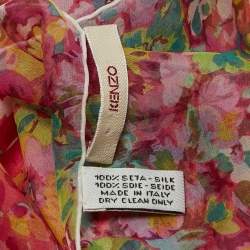 KENZO
100% SETA - SILK
100% SOIE - SEIDE
MADE IN ITALY
DRY CLEAN ONLY